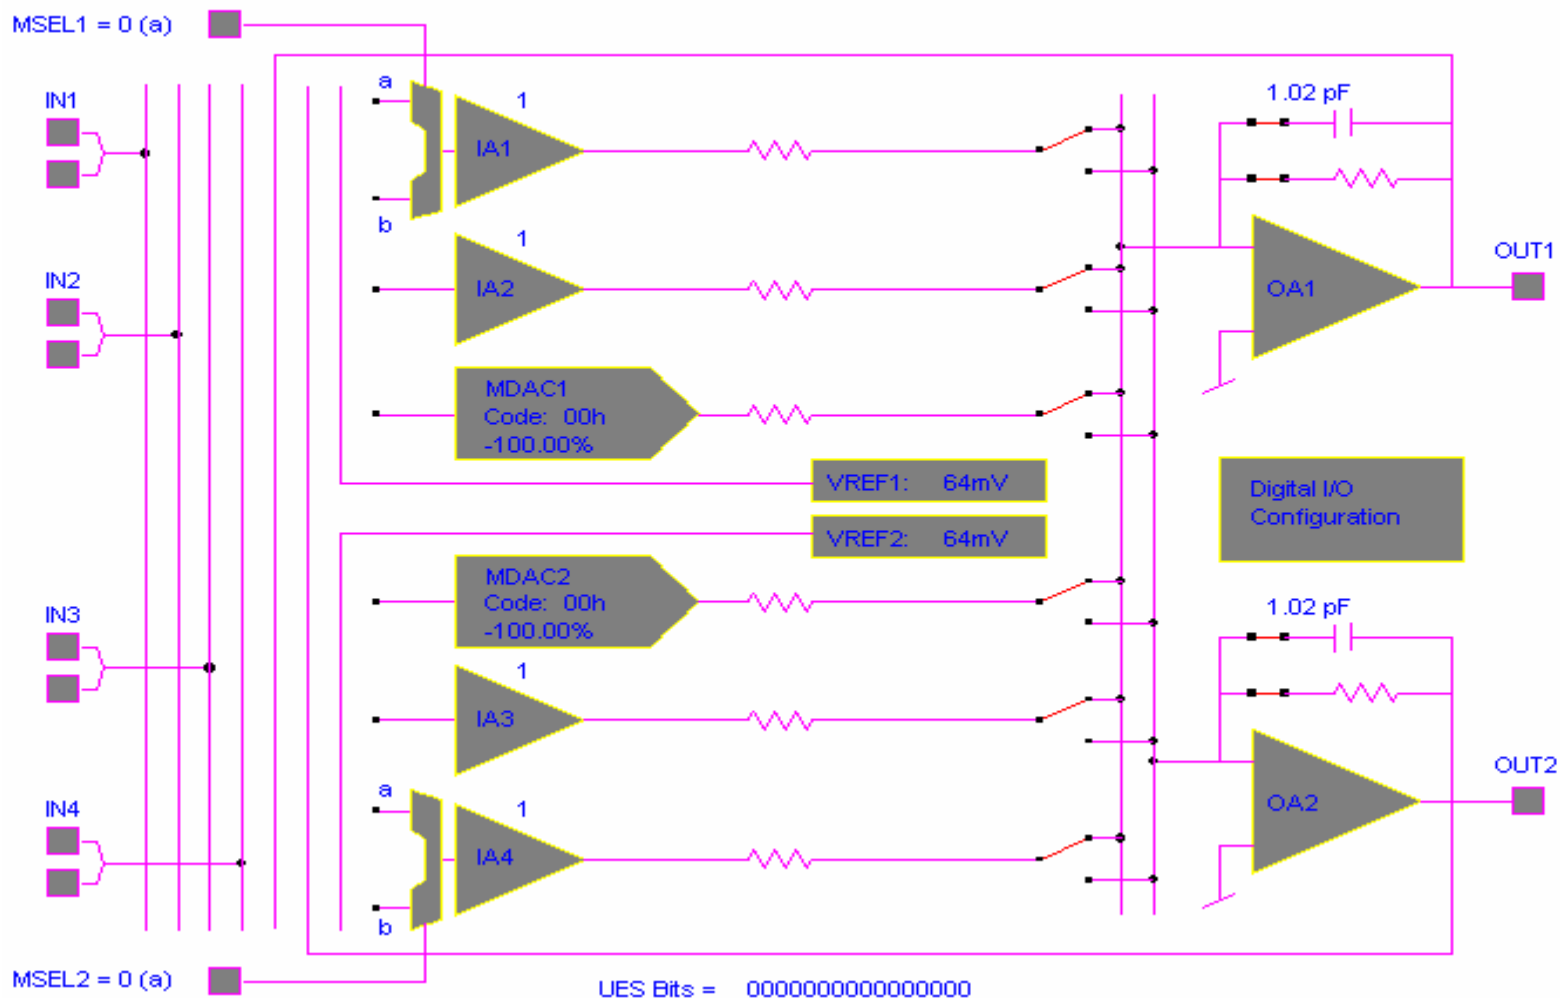 MSEL1 = 0 (a)
IN1
a
1
IA1
b
1.02 pF
IN2
1
IA2
OA1
OUT1
MDAC1
Code: 00h
-100.00%
VREF1: 64mV
Digital I/O
Configuration
VREF2: 64mV
MDAC2
Code: 00h
-100.00%
IN3
1
IA3
1.02 pF
OUT2
OA2
IN4
a
1
IA4
b
MSEL2 = 0 (a)
UES Bits = 0000000000000000